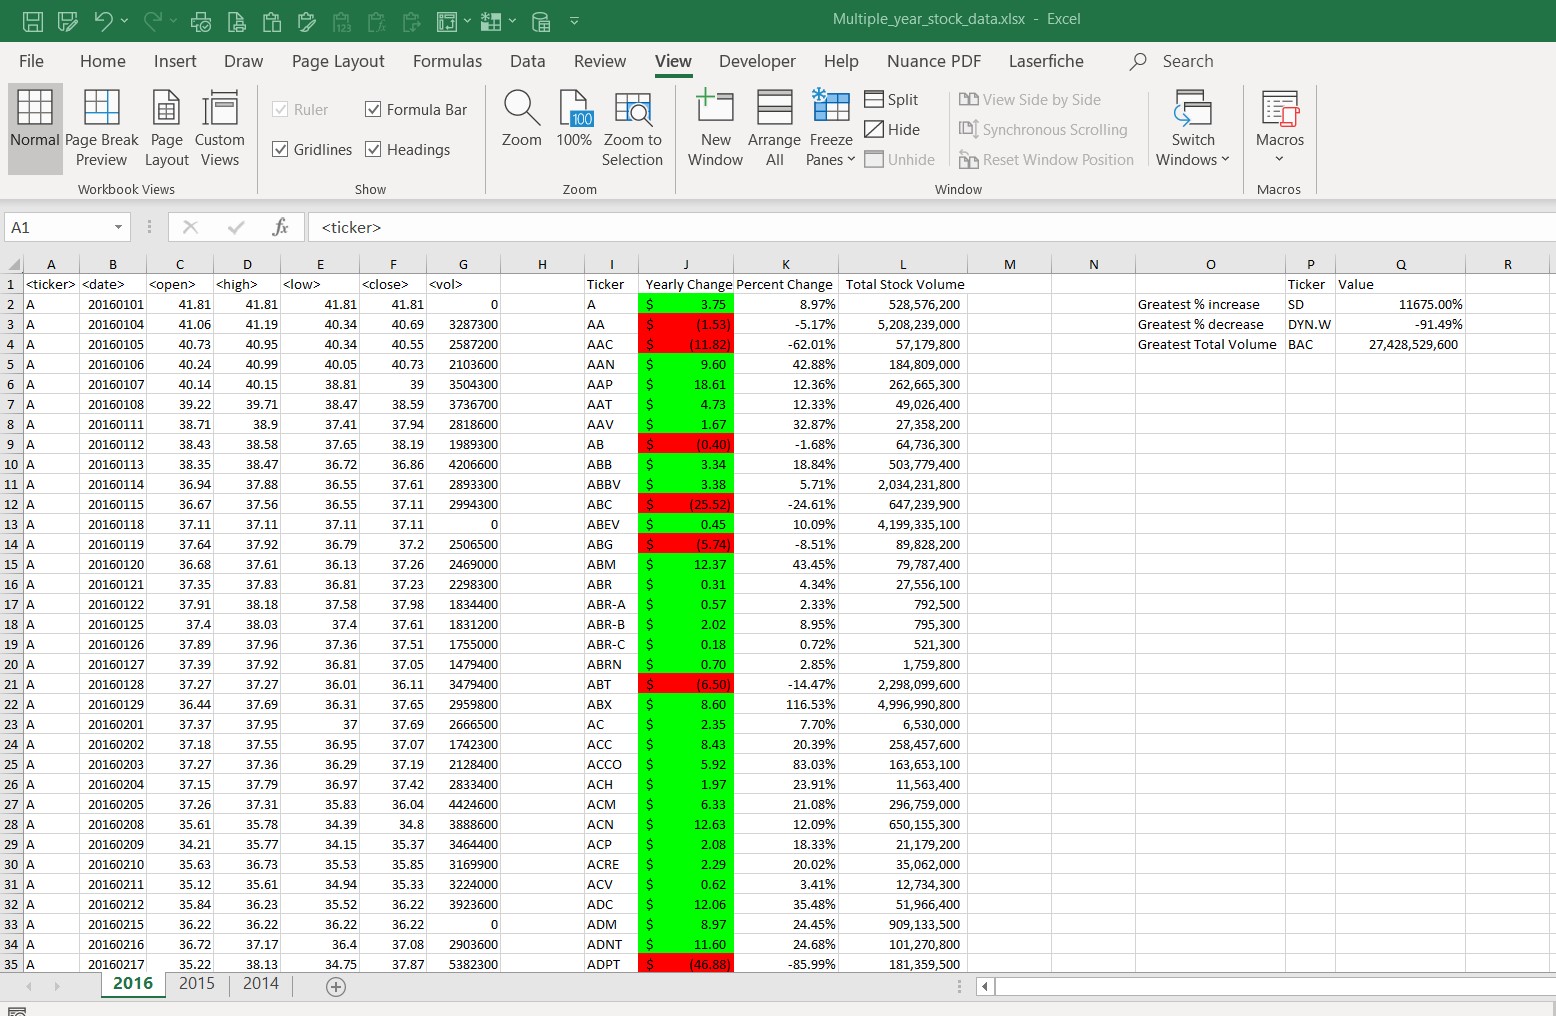 Multiple_year_stock_data.xlsx - Excel
File Home Insert Draw Page Layout Formulas Data Review View Developer Help Nuance PDF Laserfiche Search
Normal
Page Break Preview
Page Layout
Custom Views
Workbook Views
Ruler
Formula Bar
Gridlines
Headings
Show
Zoom
100
100%
Zoom to Selection
Zoom
New Window
Arrange All
Freeze Panes
Split
Hide
Unhide
View Side by Side
Synchronous Scrolling
Reset Window Position
Window
Switch Windows
Macros
Macros
A1 fx <ticker>
A B C D E F G H I J K L M N O P Q R
1 <ticker> <date> <open> <high> <low> <close> <vol> Ticker Yearly Change Percent Change Total Stock Volume Ticker Value
2 A 20160101 41.81 41.81 41.81 41.81 0 A $ 3.75 8.97% 528,576,200 Greatest % increase SD 11675.00%
3 A 20160104 41.06 41.19 40.34 40.69 3287300 AA $ (1.53) -5.17% 5,208,239,000 Greatest % decrease DYN.W -91.49%
4 A 20160105 40.73 40.95 40.34 40.55 2587200 AAC $ (11.82) -62.01% 57,179,800 Greatest Total Volume BAC 27,428,529,600
5 A 20160106 40.24 40.99 40.05 40.73 2103600 AAN $ 9.60 42.88% 184,809,000
6 A 20160107 40.14 40.15 38.81 39 3504300 AAP $ 18.61 12.36% 262,665,300
7 A 20160108 39.22 39.71 38.47 38.59 3736700 AAT $ 4.73 12.33% 49,026,400
8 A 20160111 38.71 38.9 37.41 37.94 2818600 AAV $ 1.67 32.87% 27,358,200
9 A 20160112 38.43 38.58 37.65 38.19 1989300 AB $ (0.40) -1.68% 64,736,300
10 A 20160113 38.35 38.47 36.72 36.86 4206600 ABB $ 3.34 18.84% 503,779,400
11 A 20160114 36.94 37.88 36.55 37.61 2893300 ABBV $ 3.38 5.71% 2,034,231,800
12 A 20160115 36.67 37.56 36.55 37.11 2994300 ABC $ (25.52) -24.61% 647,239,900
13 A 20160118 37.11 37.11 37.11 37.11 0 ABEV $ 0.45 10.09% 4,199,335,100
14 A 20160119 37.64 37.92 36.79 37.2 2506500 ABG $ (5.74) -8.51% 89,828,200
15 A 20160120 36.68 37.61 36.13 37.26 2469000 ABM $ 12.37 43.45% 79,787,400
16 A 20160121 37.35 37.83 36.81 37.23 2298300 ABR $ 0.31 4.34% 27,556,100
17 A 20160122 37.91 38.18 37.58 37.98 1834400 ABR-A $ 0.57 2.33% 792,500
18 A 20160125 37.4 38.03 37.4 37.61 1831200 ABR-B $ 2.02 8.95% 795,300
19 A 20160126 37.89 37.96 37.36 37.51 1755000 ABR-C $ 0.18 0.72% 521,300
20 A 20160127 37.39 37.92 36.81 37.05 1479400 ABRN $ 0.70 2.85% 1,759,800
21 A 20160128 37.27 37.27 36.01 36.11 3479400 ABT $ (6.50) -14.47% 2,298,099,600
22 A 20160129 36.44 37.69 36.31 37.65 2959800 ABX $ 8.60 116.53% 4,996,990,800
23 A 20160201 37.37 37.95 37 37.69 2666500 AC $ 2.35 7.70% 6,530,000
24 A 20160202 37.18 37.55 36.95 37.07 1742300 ACC $ 8.43 20.39% 258,457,600
25 A 20160203 37.27 37.36 36.29 37.19 2128400 ACCO $ 5.92 83.03% 163,653,100
26 A 20160204 37.15 37.79 36.97 37.42 2833400 ACH $ 1.97 23.91% 11,563,400
27 A 20160205 37.26 37.31 35.83 36.04 4424600 ACM $ 6.33 21.08% 296,759,000
28 A 20160208 35.61 35.78 34.39 34.8 3888600 ACN $ 12.63 12.09% 650,155,300
29 A 20160209 34.21 35.77 34.15 35.37 3464400 ACP $ 2.08 18.33% 21,179,200
30 A 20160210 35.63 36.73 35.53 35.85 3169900 ACRE $ 2.29 20.02% 35,062,000
31 A 20160211 35.12 35.61 34.94 35.33 3224000 ACV $ 0.62 3.41% 12,734,300
32 A 20160212 35.84 36.23 35.52 36.22 3923600 ADC $ 12.06 35.48% 51,966,400
33 A 20160215 36.22 36.22 36.22 36.22 0 ADM $ 8.97 24.45% 909,133,500
34 A 20160216 36.72 37.17 36.4 37.08 2903600 ADNT $ 11.60 24.68% 101,270,800
35 A 20160217 35.22 38.13 34.75 37.87 5382300 ADPT $ (46.88) -85.99% 181,359,500
2016 2015 2014